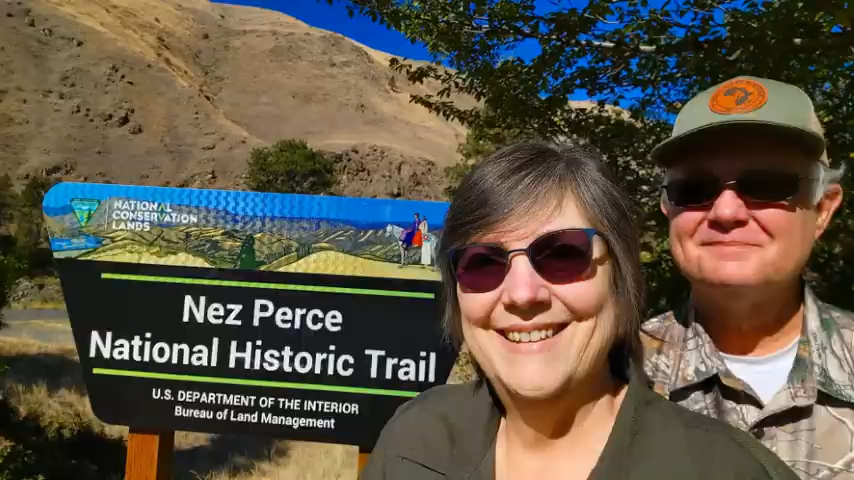 NATIONAL
CONSERVATION
LANDS
Nez Perce
National Historic Trail
U.S. DEPARTMENT OF THE INTERIOR
Bureau of Land Management